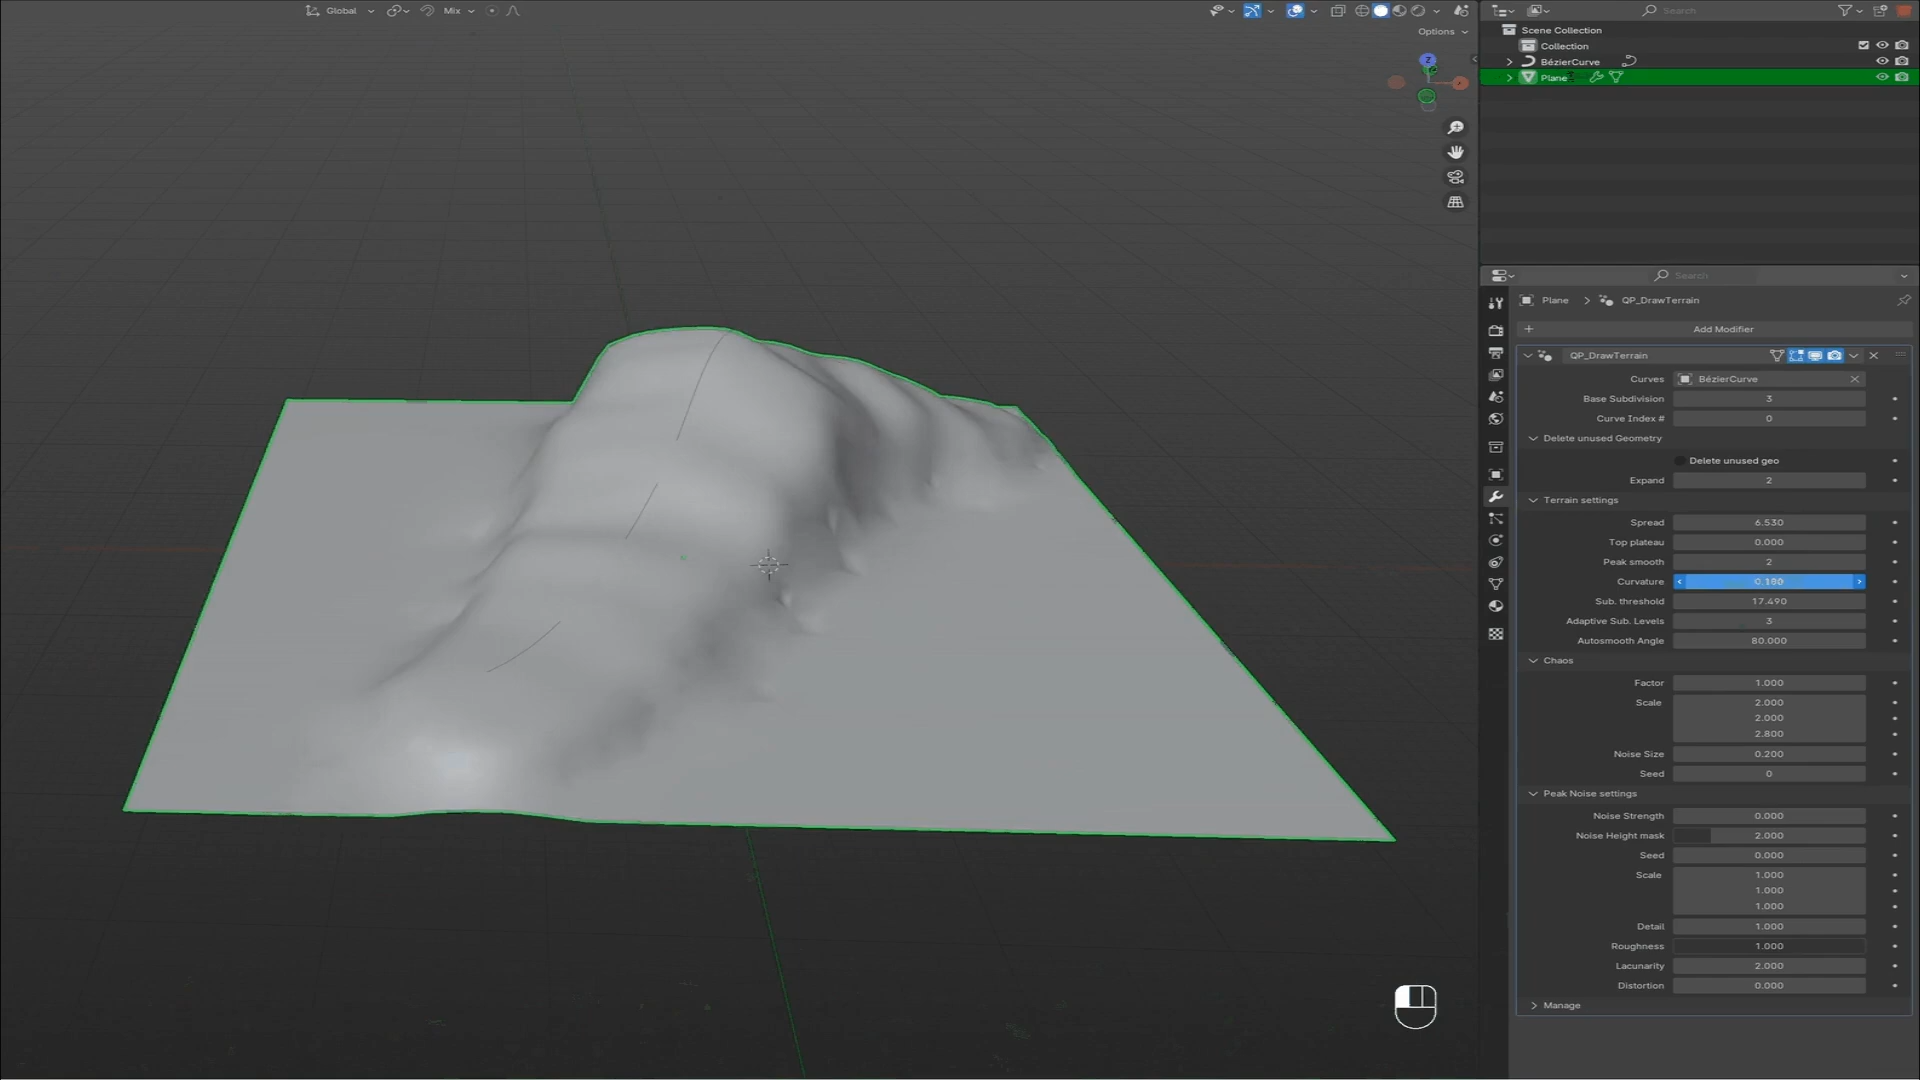 Global
Mix
Search
Options
Scene Collection
Collection
BézierCurve
Plane
Z
Search
Plane > QP_DrawTerrain
+ Add Modifier
QP_DrawTerrain
Curves BézierCurve
Base Subdivision 3
Curve Index # 0
Delete unused Geometry
Delete unused geo
Expand 2
Terrain settings
Spread 6.530
Top plateau 0.000
Peak smooth 2
Curvature 0.180
Sub. threshold 17.490
Adaptive Sub. Levels 3
Autosmooth Angle 80.000
Chaos
Factor 1.000
Scale 2.000
2.000
2.800
Noise Size 0.200
Seed 0
Peak Noise settings
Noise Strength 0.000
Noise Height mask 2.000
Seed 0.000
Scale 1.000
1.000
1.000
Detail 1.000
Roughness 1.000
Lacunarity 2.000
Distortion 0.000
Manage